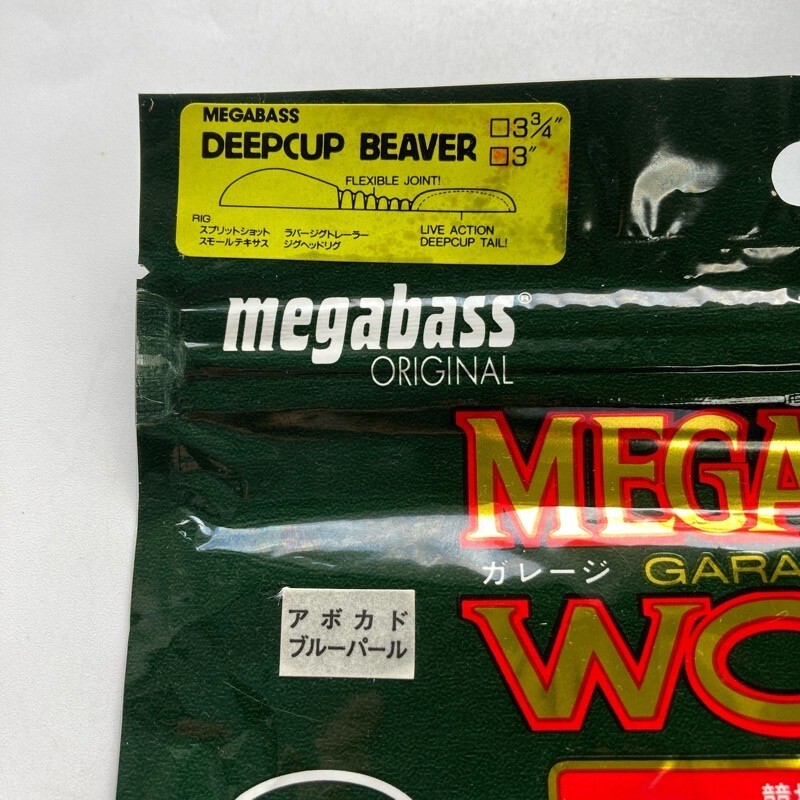 MEGABASS
DEEPCUP BEAVER
□3 3/4"
□3"
FLEXIBLE JOINT!
RIG
スプリットショット ラバージグトレーラー
スモールテキサス ジグヘッドリグ
LIVE ACTION
DEEPCUP TAIL!
megabass®
ORIGINAL
MEGA
ガレージ GARA
WO
アボカド
ブルーパール
競